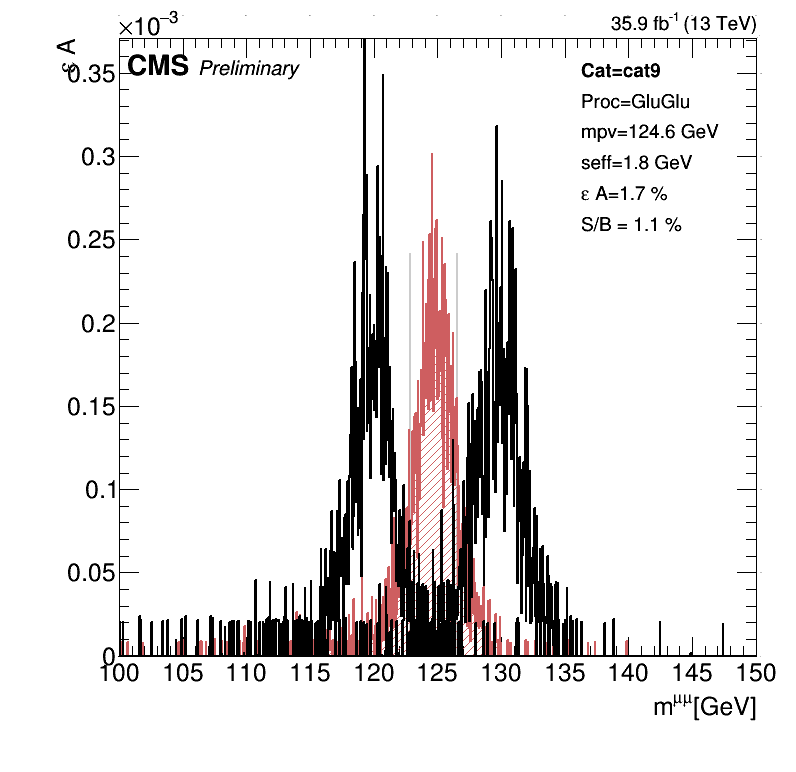 ×10⁻³
35.9 fb⁻¹ (13 TeV)
ε A
CMS Preliminary
Cat=cat9
Proc=GluGlu
mpv=124.6 GeV
seff=1.8 GeV
ε A=1.7 %
S/B = 1.1 %
0.35
0.3
0.25
0.2
0.15
0.1
0.05
0
100 105 110 115 120 125 130 135 140 145 150
m^μμ[GeV]